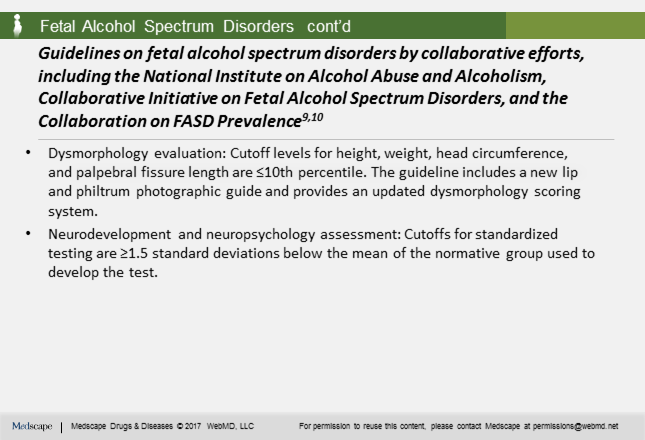 Fetal Alcohol Spectrum Disorders cont'd
Guidelines on fetal alcohol spectrum disorders by collaborative efforts,
including the National Institute on Alcohol Abuse and Alcoholism,
Collaborative Initiative on Fetal Alcohol Spectrum Disorders, and the
Collaboration on FASD Prevalence9,10
• Dysmorphology evaluation: Cutoff levels for height, weight, head circumference,
and palpebral fissure length are ≤10th percentile. The guideline includes a new lip
and philtrum photographic guide and provides an updated dysmorphology scoring
system.
• Neurodevelopment and neuropsychology assessment: Cutoffs for standardized
testing are ≥1.5 standard deviations below the mean of the normative group used to
develop the test.
Medscape | Medscape Drugs & Diseases © 2017 WebMD, LLC For permission to reuse this content, please contact Medscape at permissions@webmd.net